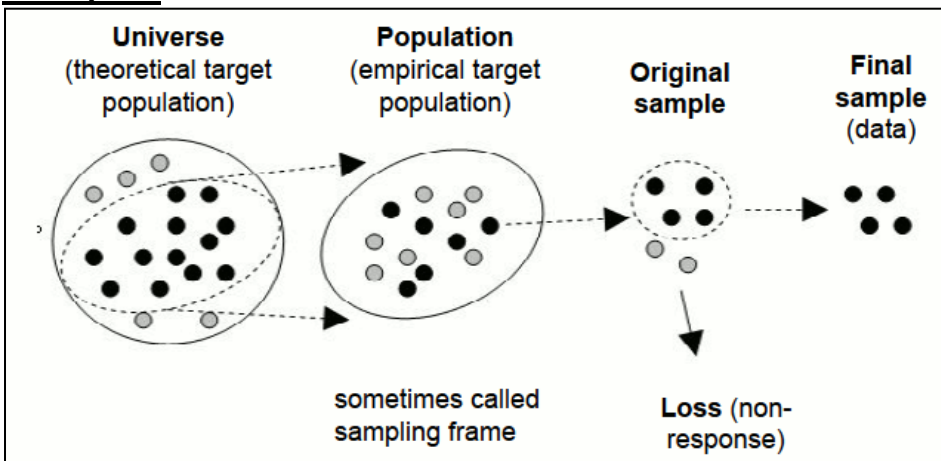 Universe
(theoretical target
population)
Population
(empirical target
population)
Original
sample
Final
sample
(data)
sometimes called
sampling frame
Loss (non-
response)